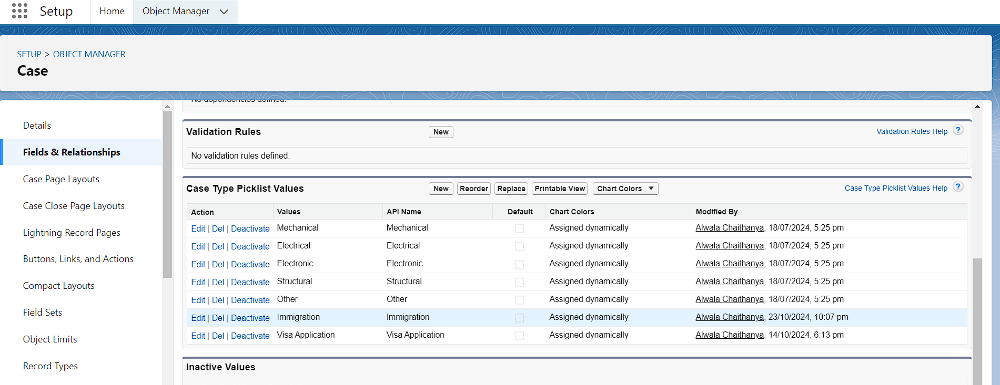 Setup Home Object Manager
SETUP > OBJECT MANAGER
Case
Details
Fields & Relationships
Case Page Layouts
Case Close Page Layouts
Lightning Record Pages
Buttons, Links, and Actions
Compact Layouts
Field Sets
Object Limits
Record Types
No dependencies defined.
Validation Rules New Validation Rules Help ?
No validation rules defined.
Case Type Picklist Values New Reorder Replace Printable View Chart Colors Case Type Picklist Values Help ?
Action Values API Name Default Chart Colors Modified By
Edit | Del | Deactivate Mechanical Mechanical Assigned dynamically Alwala Chaithanya, 18/07/2024, 5:25 pm
Edit | Del | Deactivate Electrical Electrical Assigned dynamically Alwala Chaithanya, 18/07/2024, 5:25 pm
Edit | Del | Deactivate Electronic Electronic Assigned dynamically Alwala Chaithanya, 18/07/2024, 5:25 pm
Edit | Del | Deactivate Structural Structural Assigned dynamically Alwala Chaithanya, 18/07/2024, 5:25 pm
Edit | Del | Deactivate Other Other Assigned dynamically Alwala Chaithanya, 18/07/2024, 5:25 pm
Edit | Del | Deactivate Immigration Immigration Assigned dynamically Alwala Chaithanya, 23/10/2024, 10:07 pm
Edit | Del | Deactivate Visa Application Visa Application Assigned dynamically Alwala Chaithanya, 14/10/2024, 6:13 pm
Inactive Values